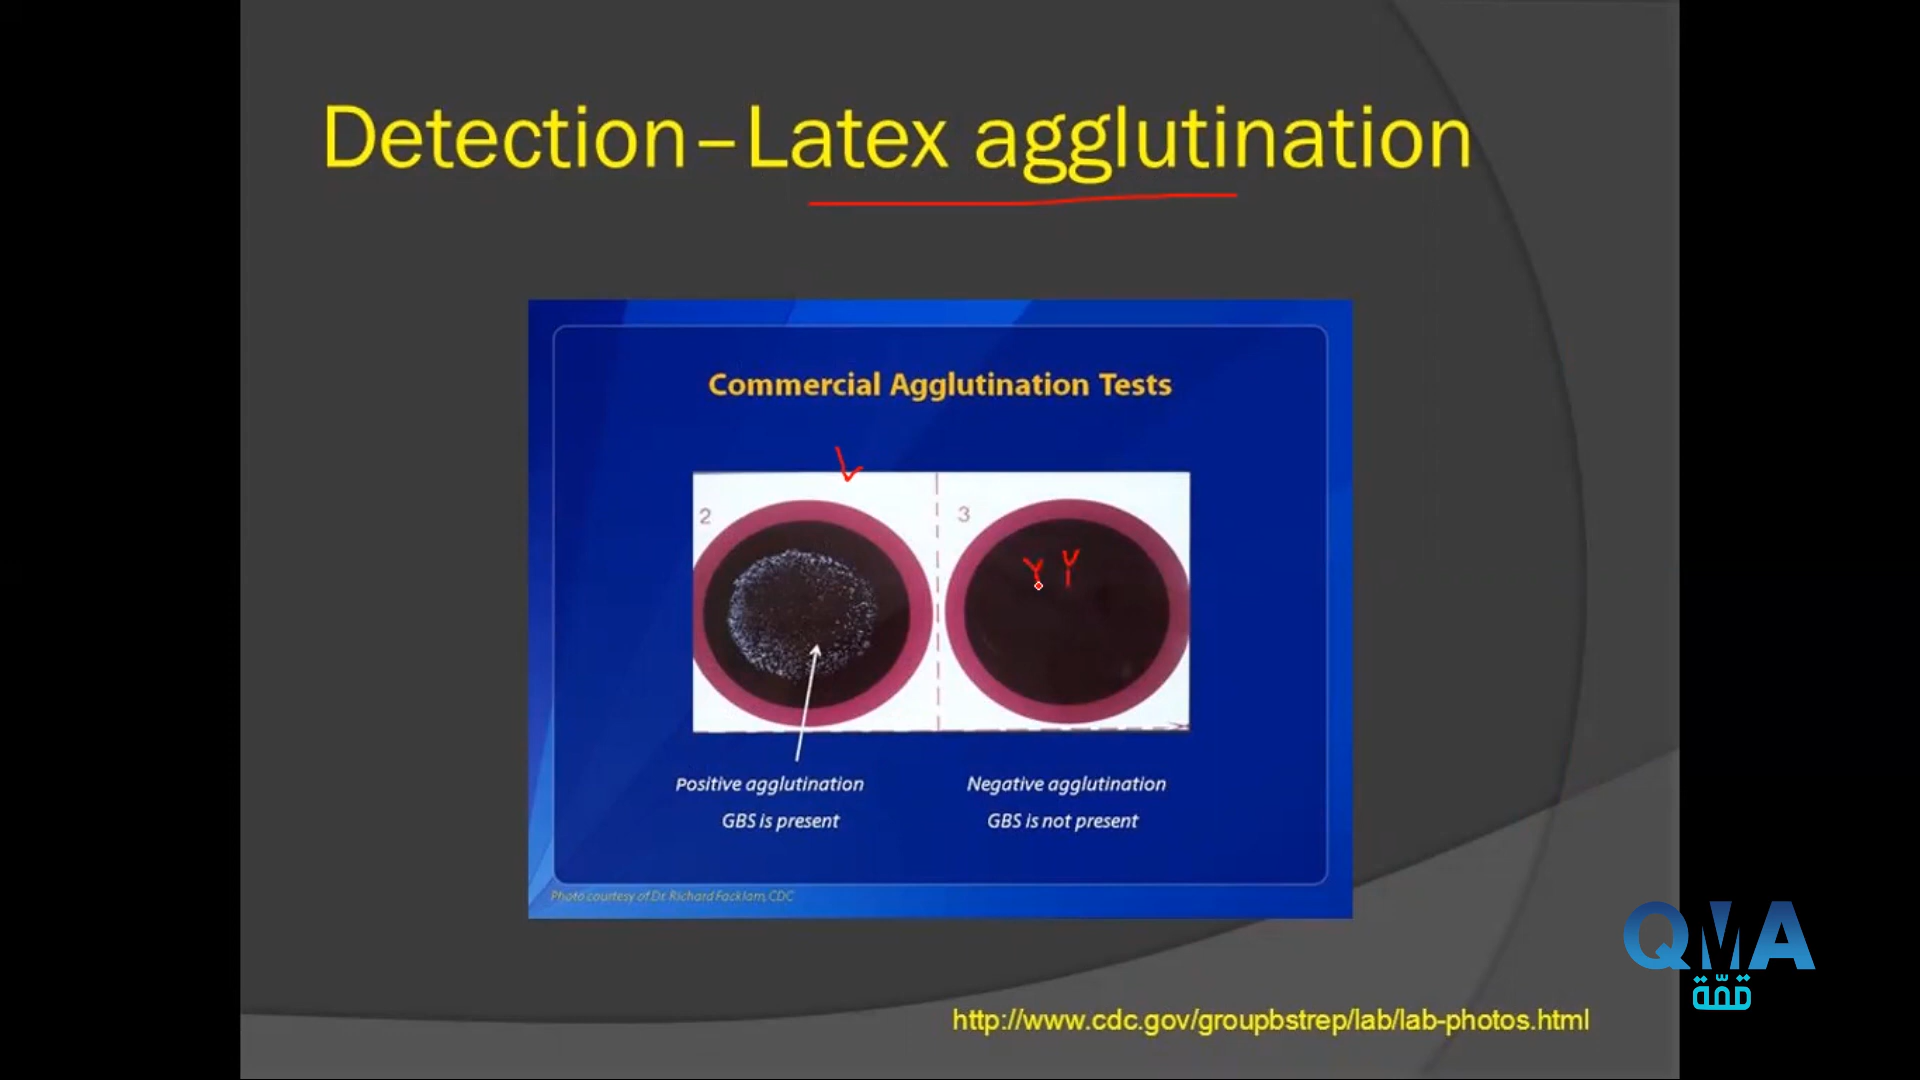 Detection–Latex agglutination
Commercial Agglutination Tests
2
3
Positive agglutination
GBS is present
Negative agglutination
GBS is not present
Photo courtesy of Dr. Richard Facklam, CDC
http://www.cdc.gov/groupbstrep/lab/lab-photos.html
QMA
قمّة